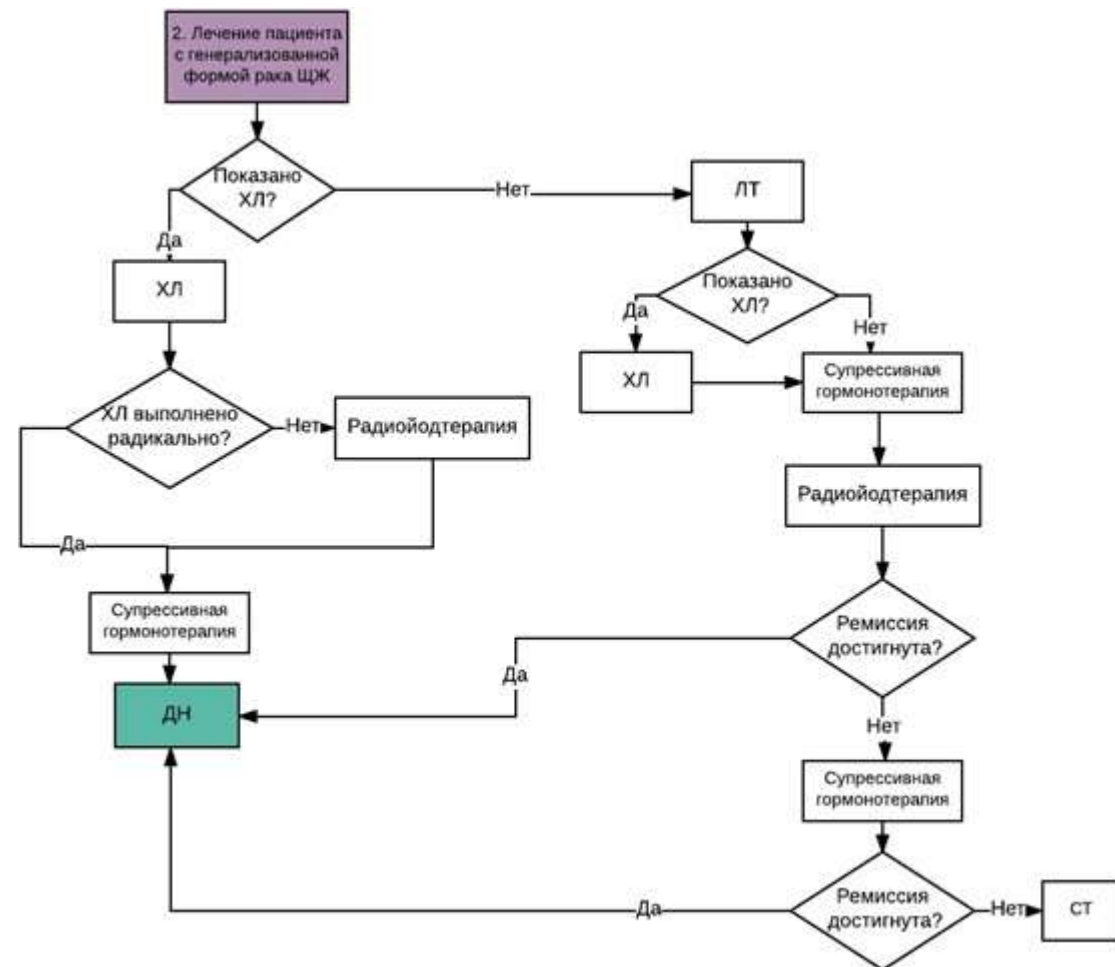 2. Лечение пациента
с генерализованной
формой рака ЩЖ
Показано
ХЛ?
Нет
ЛТ
Да
ХЛ
Показано
ХЛ?
Да
Нет
ХЛ
Супрессивная
гормонотерапия
ХЛ выполнено
радикально?
Нет
Радиойодтерапия
Радиойодтерапия
Да
Супрессивная
гормонотерапия
Ремиссия
достигнута?
Да
ДН
Нет
Супрессивная
гормонотерапия
Ремиссия
достигнута?
Да
Нет
СТ